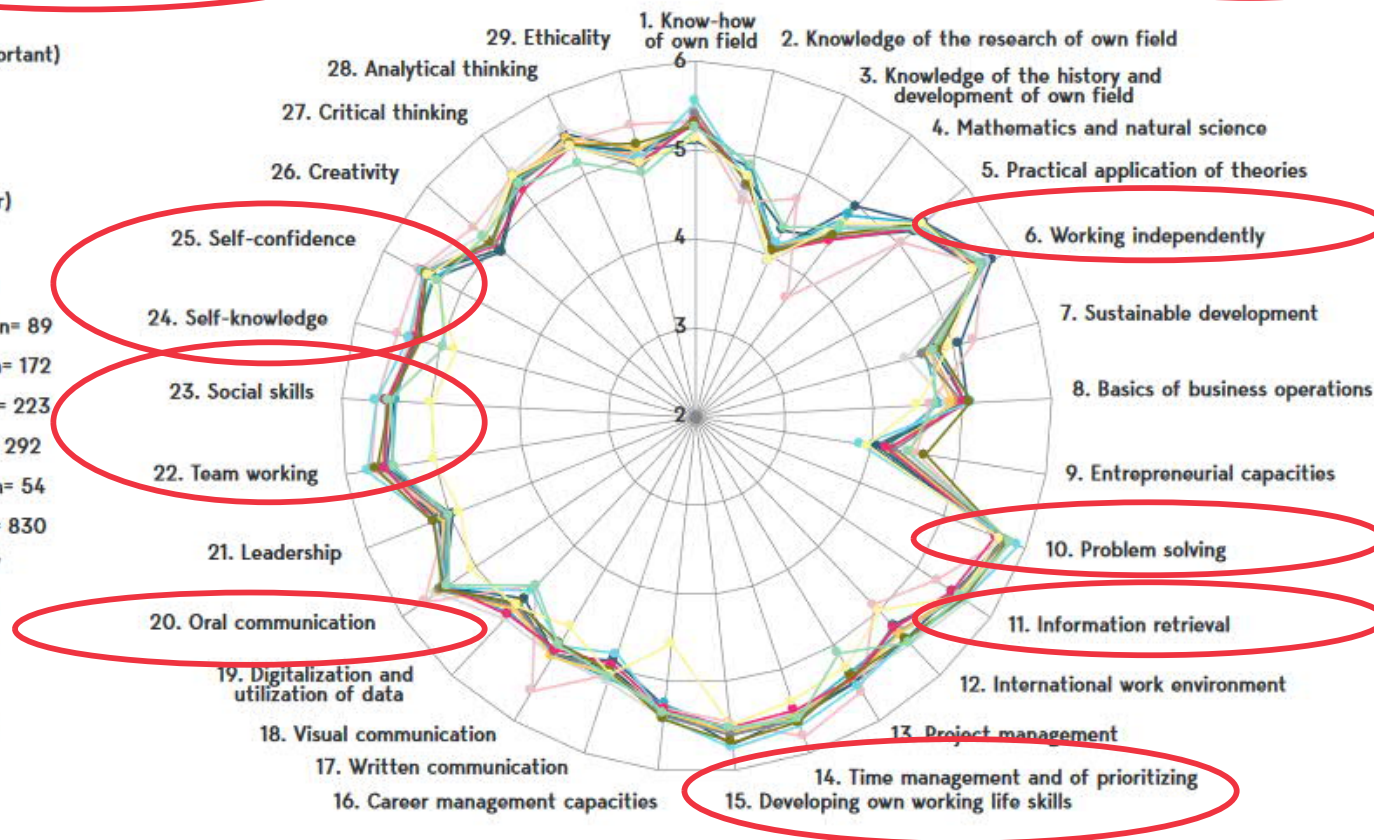 1. Know-how
of own field
29. Ethicality
2. Knowledge of the research of own field
ortant)
28. Analytical thinking
3. Knowledge of the history and
development of own field
27. Critical thinking
4. Mathematics and natural science
26. Creativity
5. Practical application of theories
r)
25. Self-confidence
6. Working independently
24. Self-knowledge
7. Sustainable development
n= 89
= 172
23. Social skills
8. Basics of business operations
= 223
292
22. Team working
9. Entrepreneurial capacities
= 54
830
21. Leadership
10. Problem solving
20. Oral communication
11. Information retrieval
19. Digitalization and
utilization of data
12. International work environment
18. Visual communication
13. Project management
17. Written communication
14. Time management and of prioritizing
16. Career management capacities
15. Developing own working life skills
6
5
4
3
2